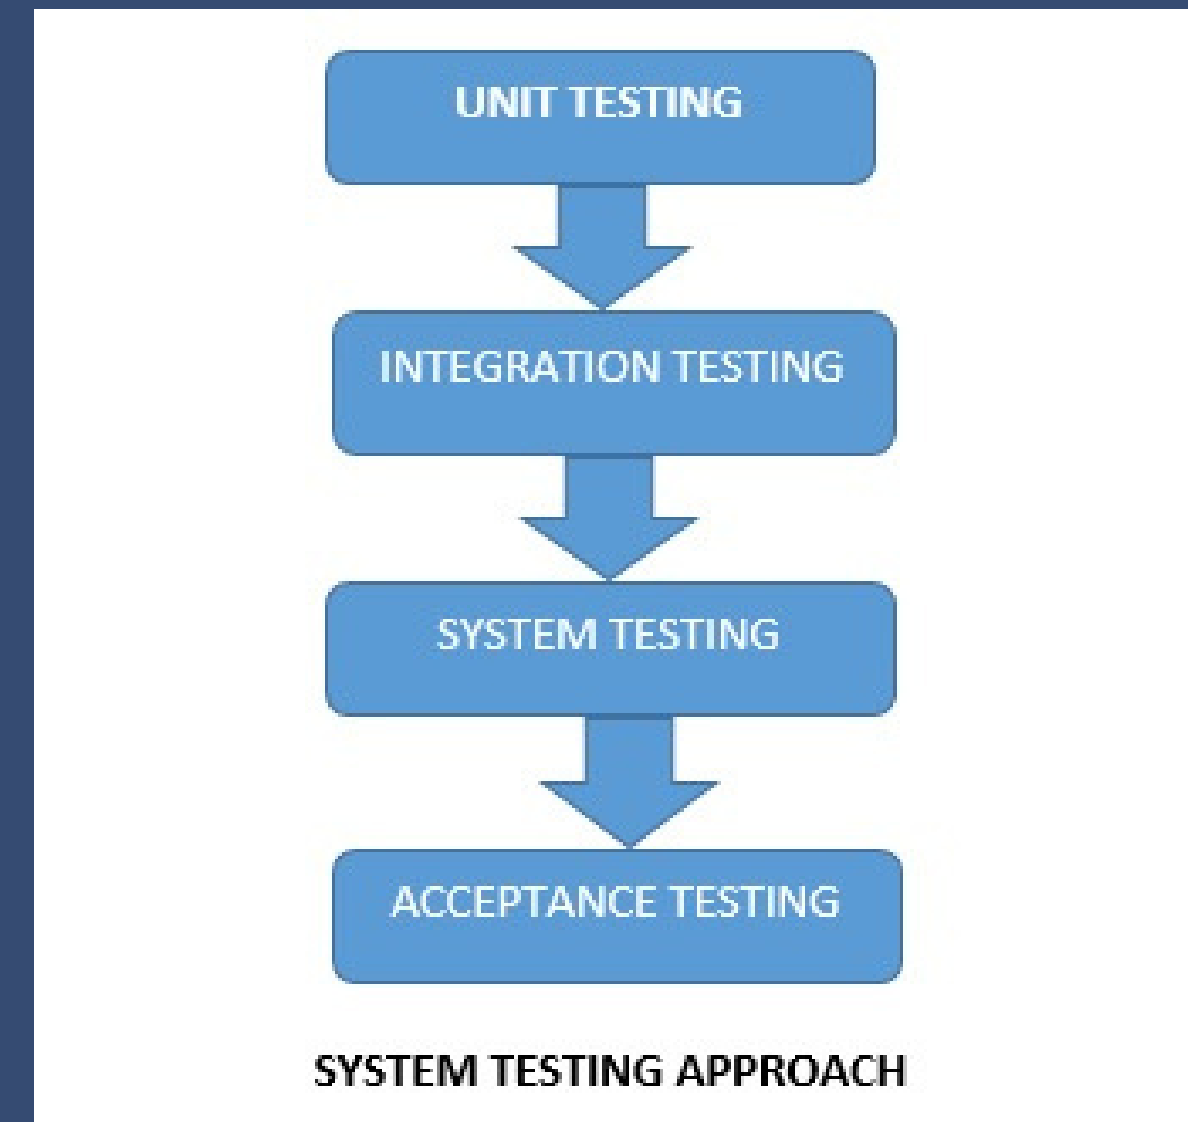 UNIT TESTING
INTEGRATION TESTING
SYSTEM TESTING
ACCEPTANCE TESTING
SYSTEM TESTING APPROACH